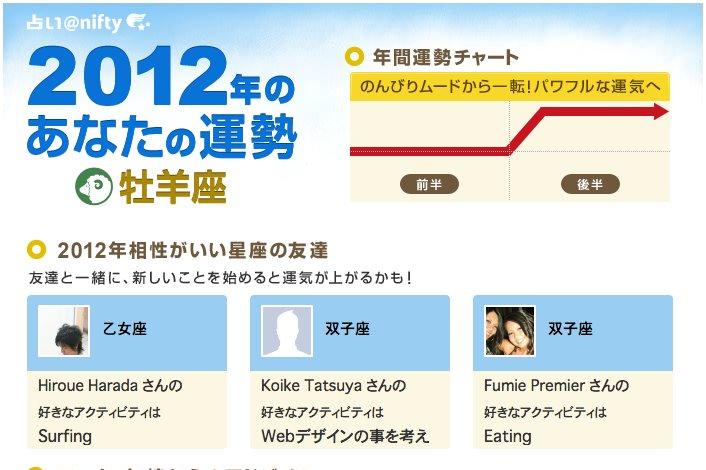 占い@nifty
2012年の
あなたの運勢
牡羊座
年間運勢チャート
のんびりムードから一転!パワフルな運気へ
前半
後半
2012年相性がいい星座の友達
友達と一緒に、新しいことを始めると運気が上がるかも!
乙女座
Hiroue Harada さんの
好きなアクティビティは
Surfing
双子座
Koike Tatsuya さんの
好きなアクティビティは
Webデザインの事を考え
双子座
Fumie Premier さんの
好きなアクティビティは
Eating